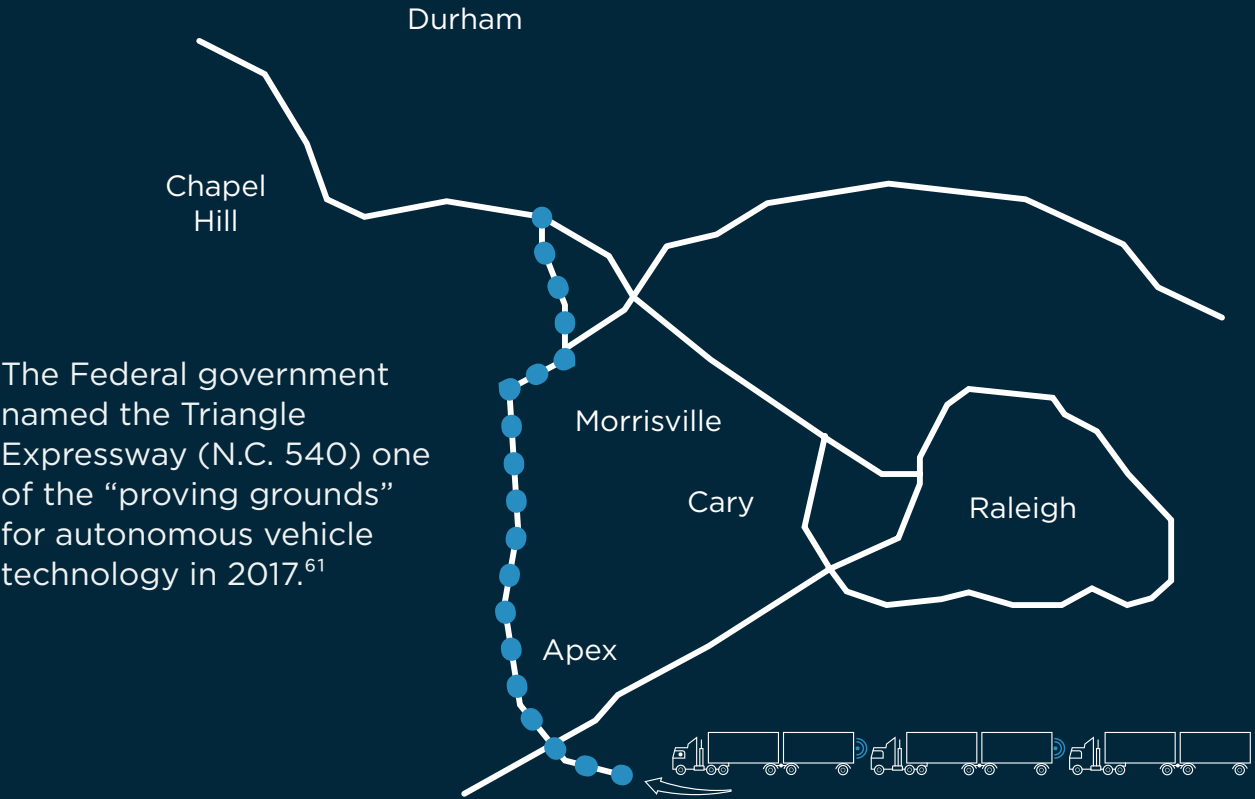 Durham
Chapel
Hill
The Federal government
named the Triangle
Expressway (N.C. 540) one
of the “proving grounds”
for autonomous vehicle
technology in 2017.⁶¹
Morrisville
Cary
Raleigh
Apex